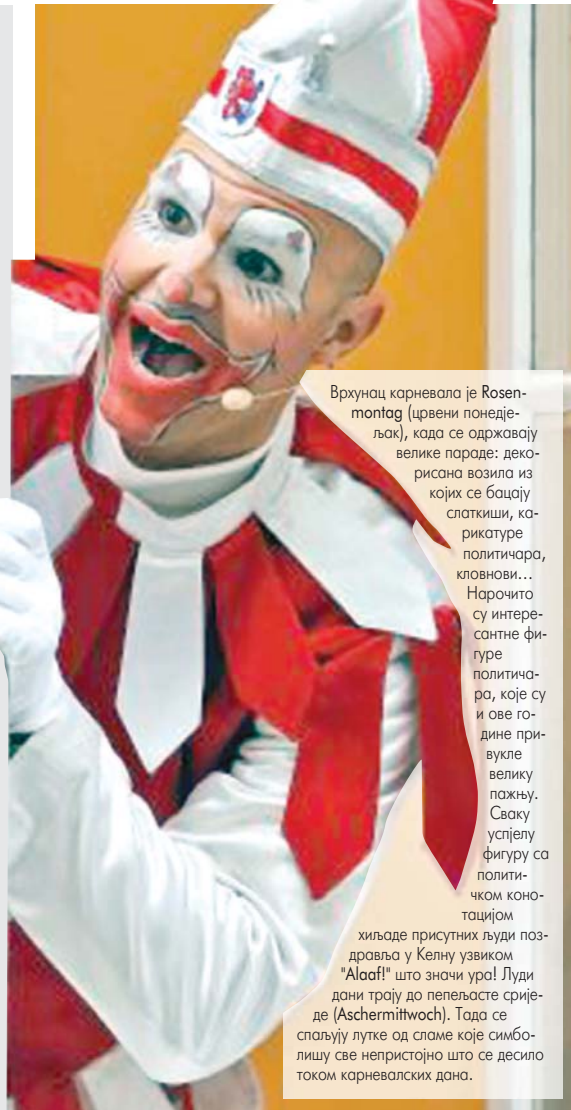 Врхунац карневала је Rosen-
montag (црвени понедје-
љак), када се одржавају
велике параде: деко-
рисана возила из
којих се бацају
слаткиши, ка-
рикатуре
политичара,
кловнови...
Нарочито
су интере-
сантне фи-
гуре
политича-
ра, које су
и ове го-
дине при-
вукле
велику
пажњу.
Сваку
успјелу
фигуру са
полити-
чком коно-
тацијом
хиљаде присутних људи поз-
дравља у Келну узвиком
"Alaaf!" што значи ура! Луди
дани трају до пепељасте срије-
де (Aschermittwoch). Тада се
спаљују лутке од сламе које симбо-
лишу све непристојно што се десило
током карневалских дана.